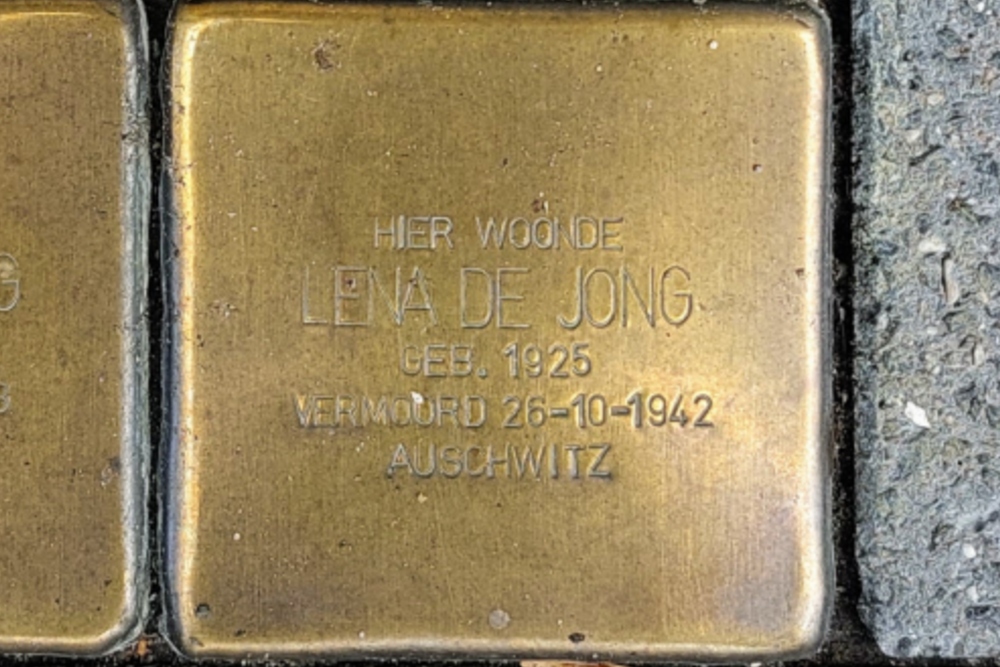 HIER WOONDE
LENA DE JONG
GEB. 1925
VERMOORD 26-10-1942
AUSCHWITZ